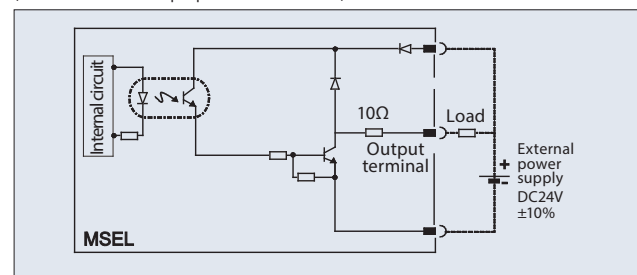 Internal circuit
10Ω
Load
Output
terminal
+
-
External
power
supply
DC24V
±10%
MSEL